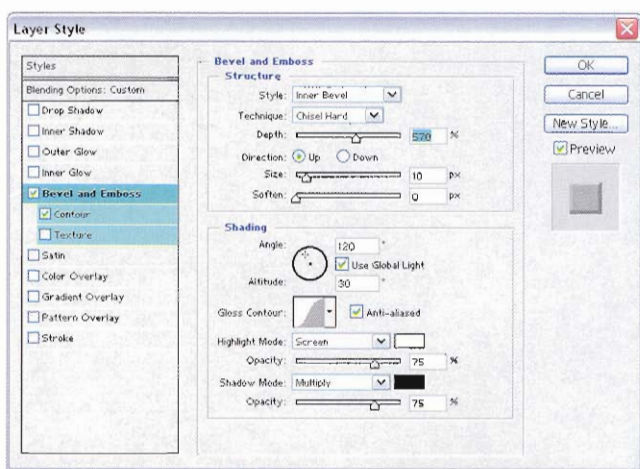 Layer Style
Styles
Blending Options: Custom
Drop Shadow
Inner Shadow
Outer Glow
Inner Glow
Bevel and Emboss
Contour
Texture
Satin
Color Overlay
Gradient Overlay
Pattern Overlay
Stroke
Bevel and Emboss
Structure
Style: Inner Bevel
Technique: Chisel Hard
Depth: 570 %
Direction: Up Down
Size: 10 px
Soften: 0 px
Shading
Angle: 120 °
Use Global Light
Altitude: 30 °
Gloss Contour: Anti-aliased
Highlight Mode: Screen
Opacity: 75 %
Shadow Mode: Multiply
Opacity: 75 %
OK
Cancel
New Style...
Preview